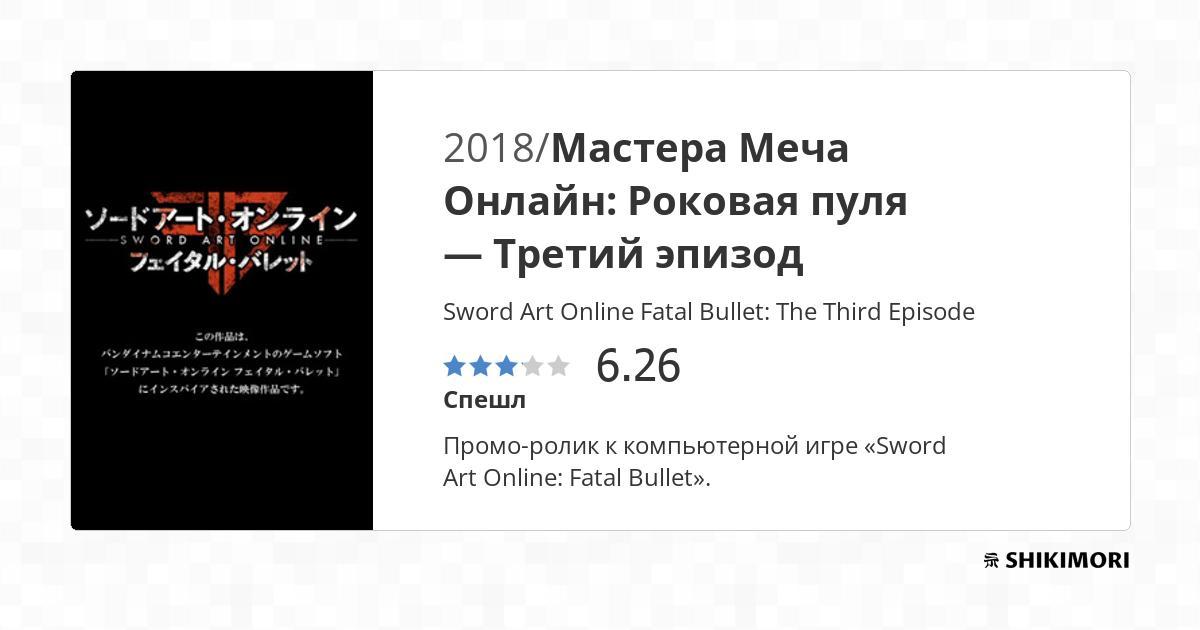 ソードアート・オンライン
SWORD ART ONLINE
フェイタル・バレット
この作品は、
バンダイナムコエンターテインメントのゲームソフト
「ソードアート・オンライン フェイタル・バレット」
にインスパイアされた映像作品です。
2018/Мастера Меча
Онлайн: Роковая пуля
— Третий эпизод
Sword Art Online Fatal Bullet: The Third Episode
6.26
Спешл
Промо-ролик к компьютерной игре «Sword
Art Online: Fatal Bullet».
SHIKIMORI